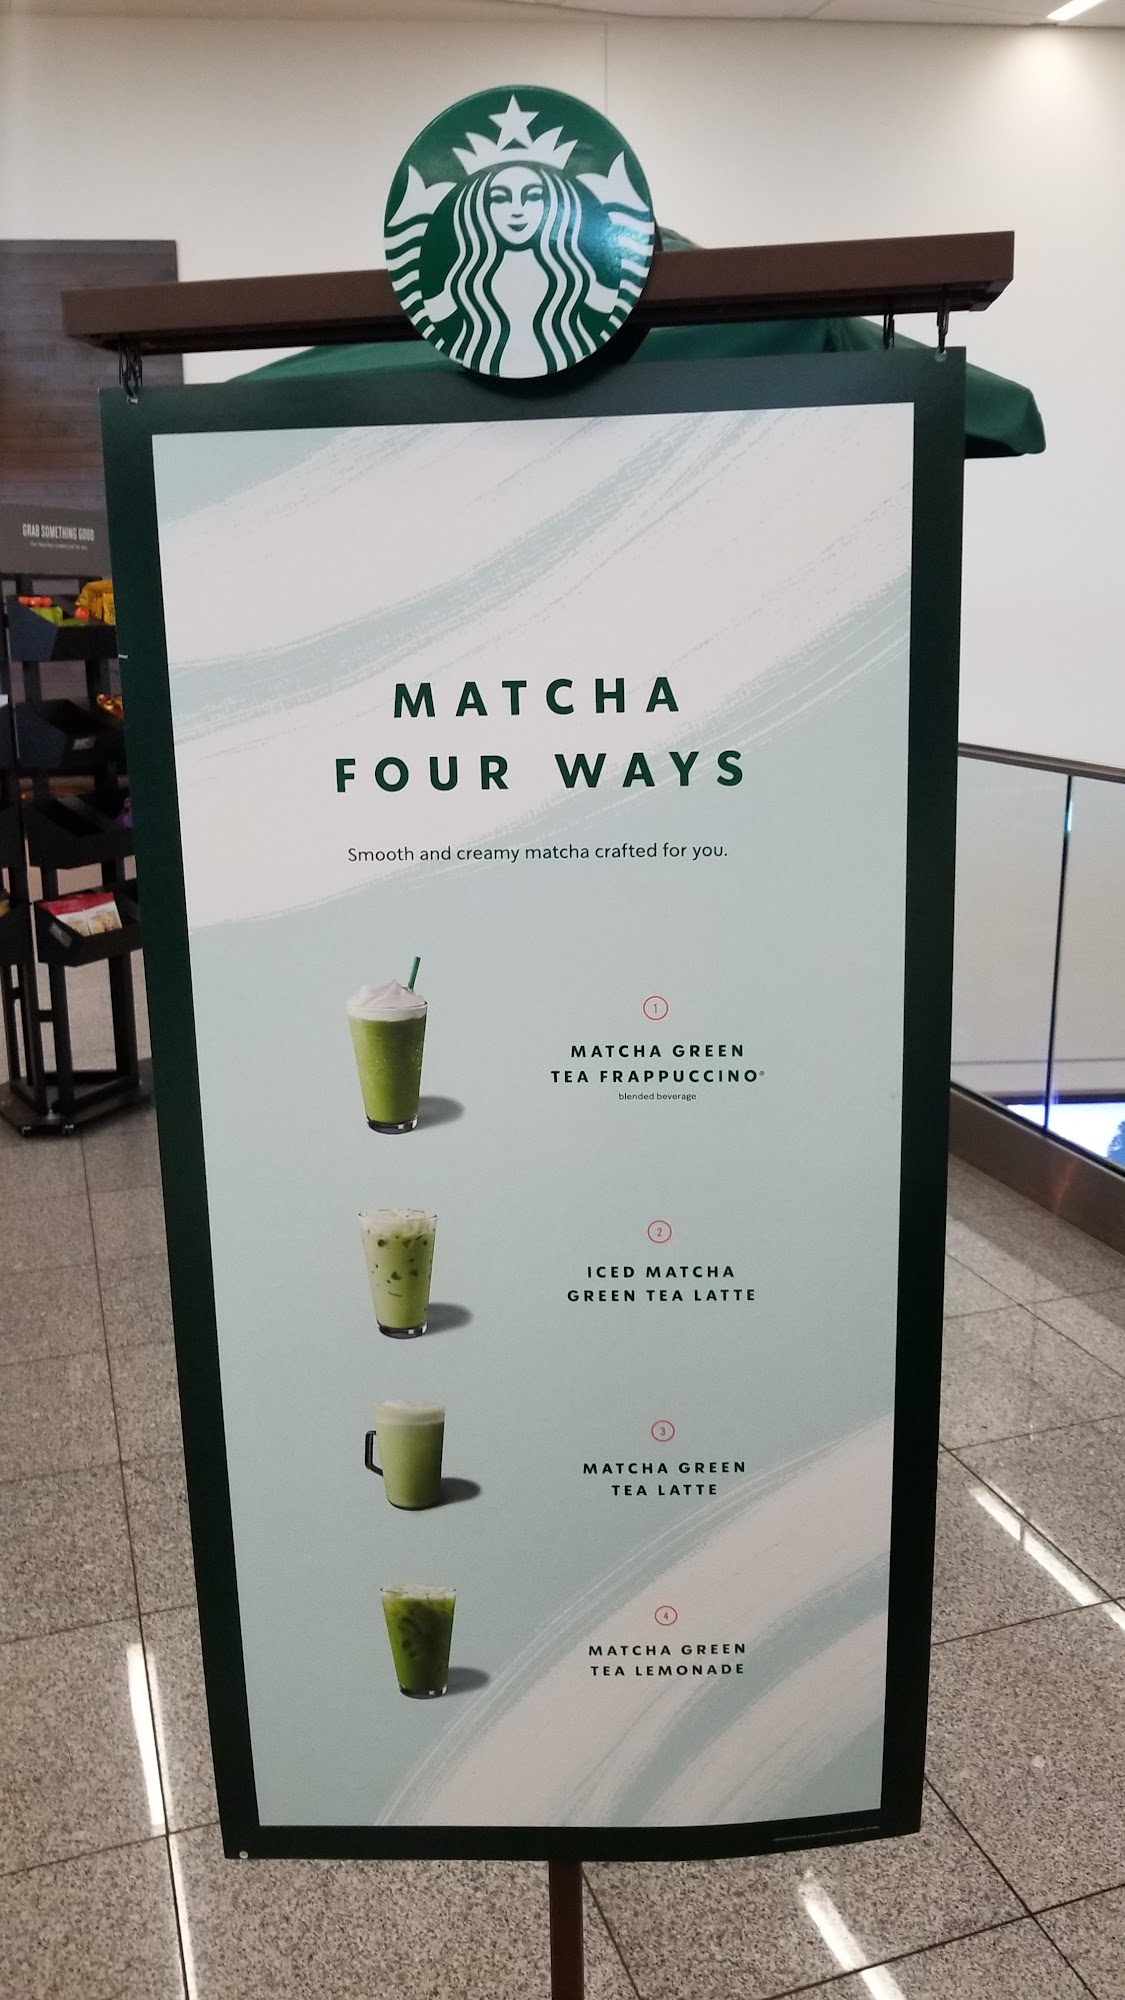 GRAB SOMETHING GOOD
MATCHA
FOUR WAYS
Smooth and creamy matcha crafted for you.
1
MATCHA GREEN
TEA FRAPPUCCINO®
blended beverage
2
ICED MATCHA
GREEN TEA LATTE
3
MATCHA GREEN
TEA LATTE
4
MATCHA GREEN
TEA LEMONADE